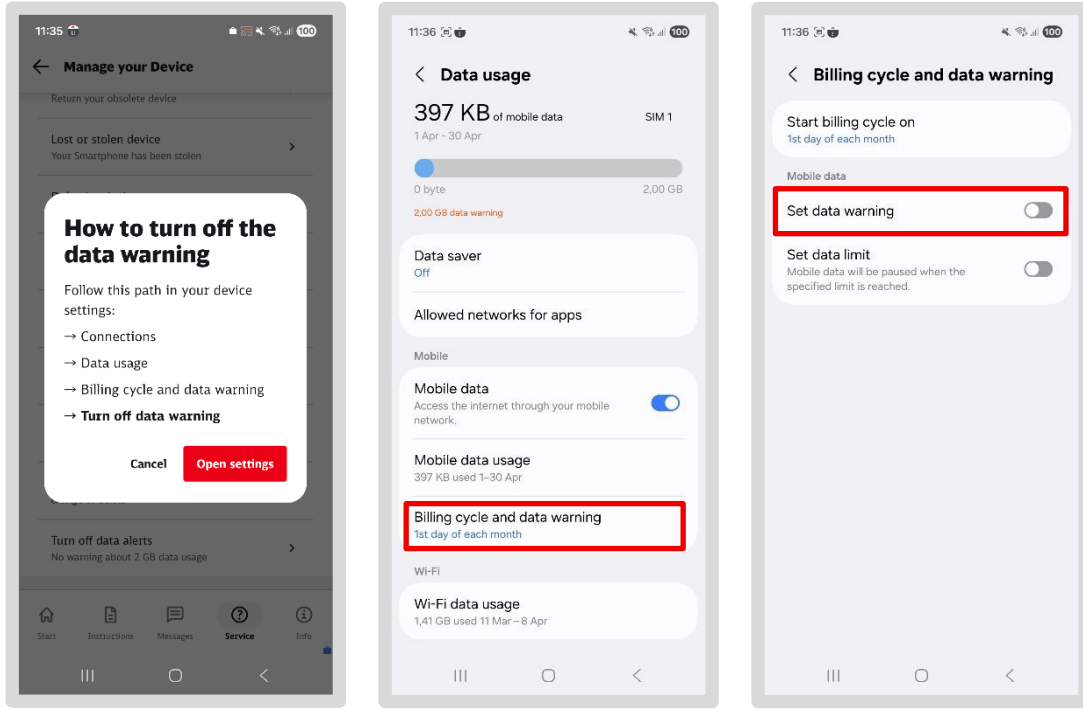 11:35
100
Manage your Device
Return your obsolete device
Lost or stolen device
Your Smartphone has been stolen
How to turn off the
data warning
Follow this path in your device
settings:
→ Connections
→ Data usage
→ Billing cycle and data warning
→ Turn off data warning
Cancel
Open settings
Turn off data alerts
No warning about 2 GB data usage
Start
Instructions
Messages
Service
Info
11:36
100
Data usage
397 KB of mobile data
SIM 1
1 Apr - 30 Apr
0 byte
2,00 GB
2,00 GB data warning
Data saver
Off
Allowed networks for apps
Mobile
Mobile data
Access the internet through your mobile
network.
Mobile data usage
397 KB used 1–30 Apr
Billing cycle and data warning
1st day of each month
Wi-Fi
Wi-Fi data usage
1,41 GB used 11 Mar – 8 Apr
11:36
100
Billing cycle and data warning
Start billing cycle on
1st day of each month
Mobile data
Set data warning
Set data limit
Mobile data will be paused when the
specified limit is reached.